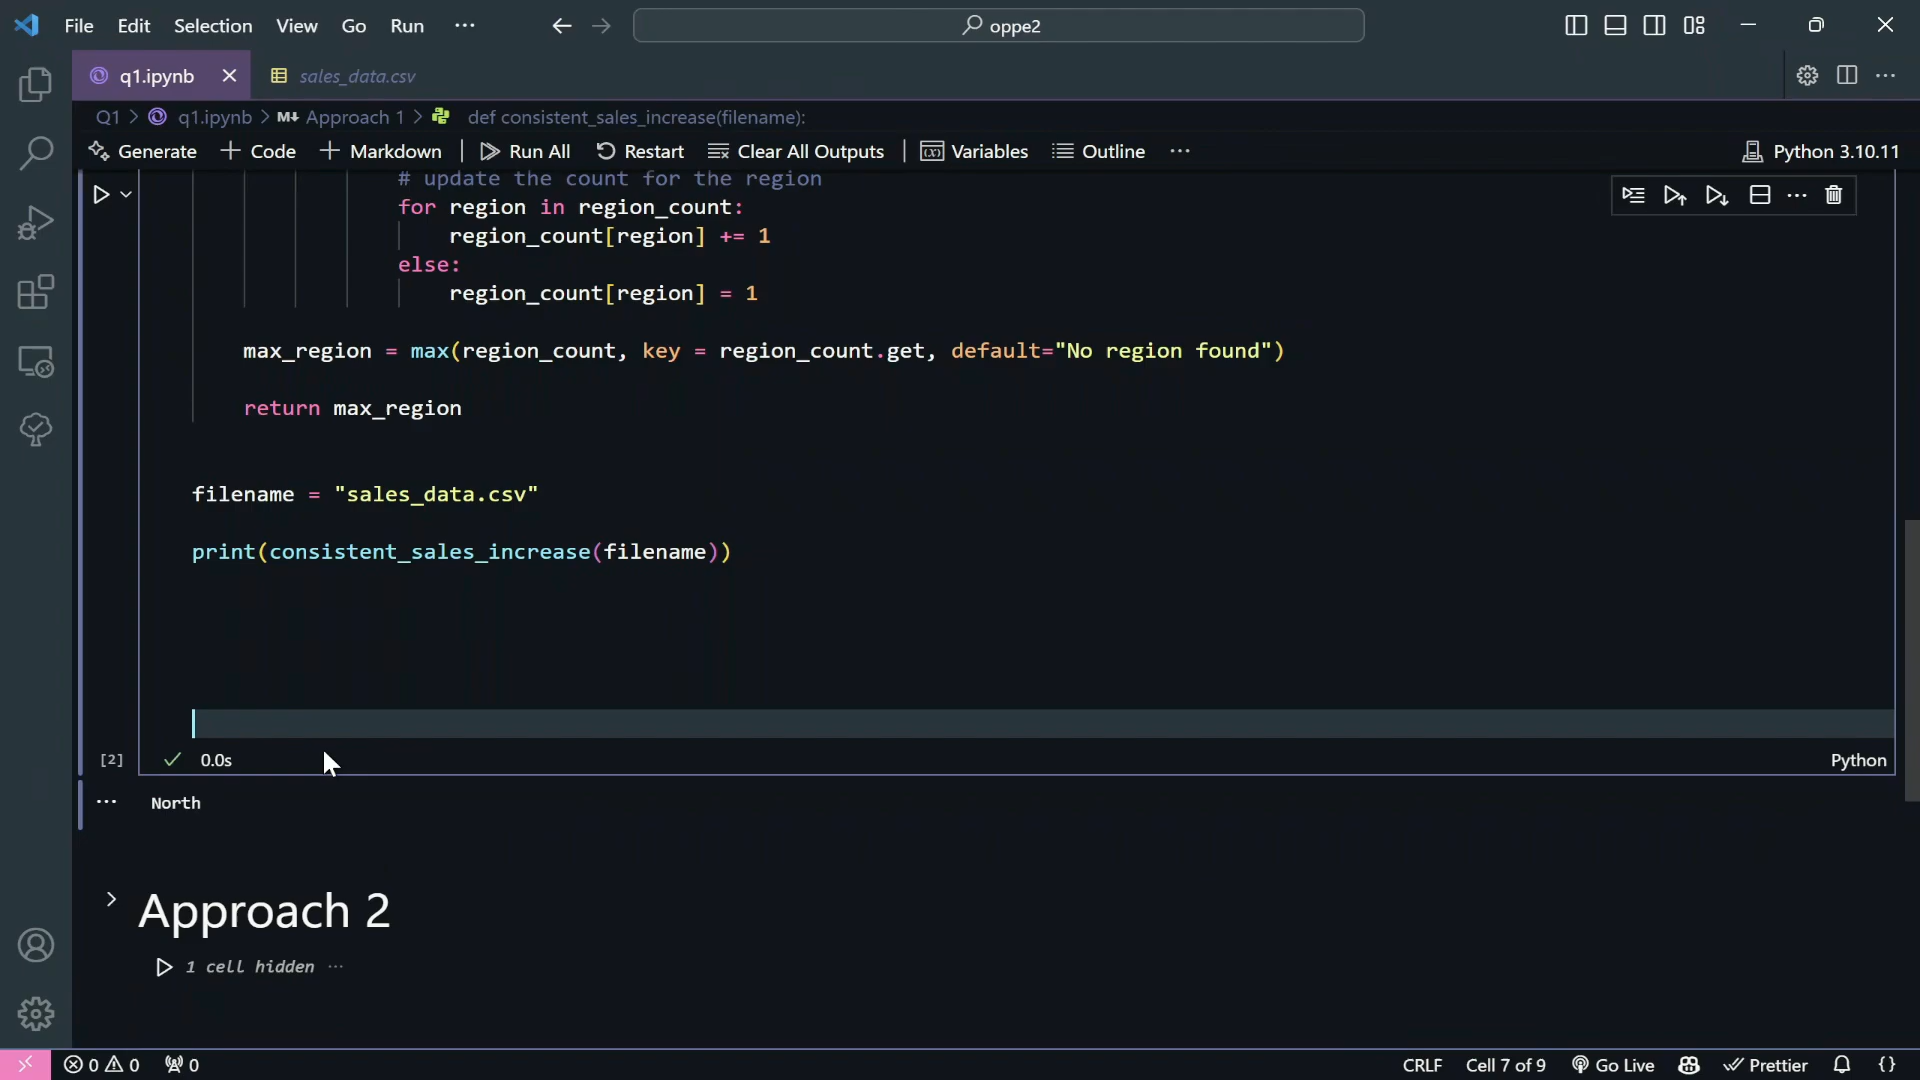 File Edit Selection View Go Run ··· oppe2
q1.ipynb sales_data.csv
Q1 > q1.ipynb > M↓ Approach 1 > def consistent_sales_increase(filename):
Generate + Code + Markdown | Run All Restart Clear All Outputs | Variables Outline ··· Python 3.10.11
# update the count for the region
for region in region_count:
region_count[region] += 1
else:
region_count[region] = 1
max_region = max(region_count, key = region_count.get, default="No region found")
return max_region
filename = "sales_data.csv"
print(consistent_sales_increase(filename))
[2] 0.0s Python
North
Approach 2
1 cell hidden ···
0 0 0 CRLF Cell 7 of 9 Go Live Prettier {}